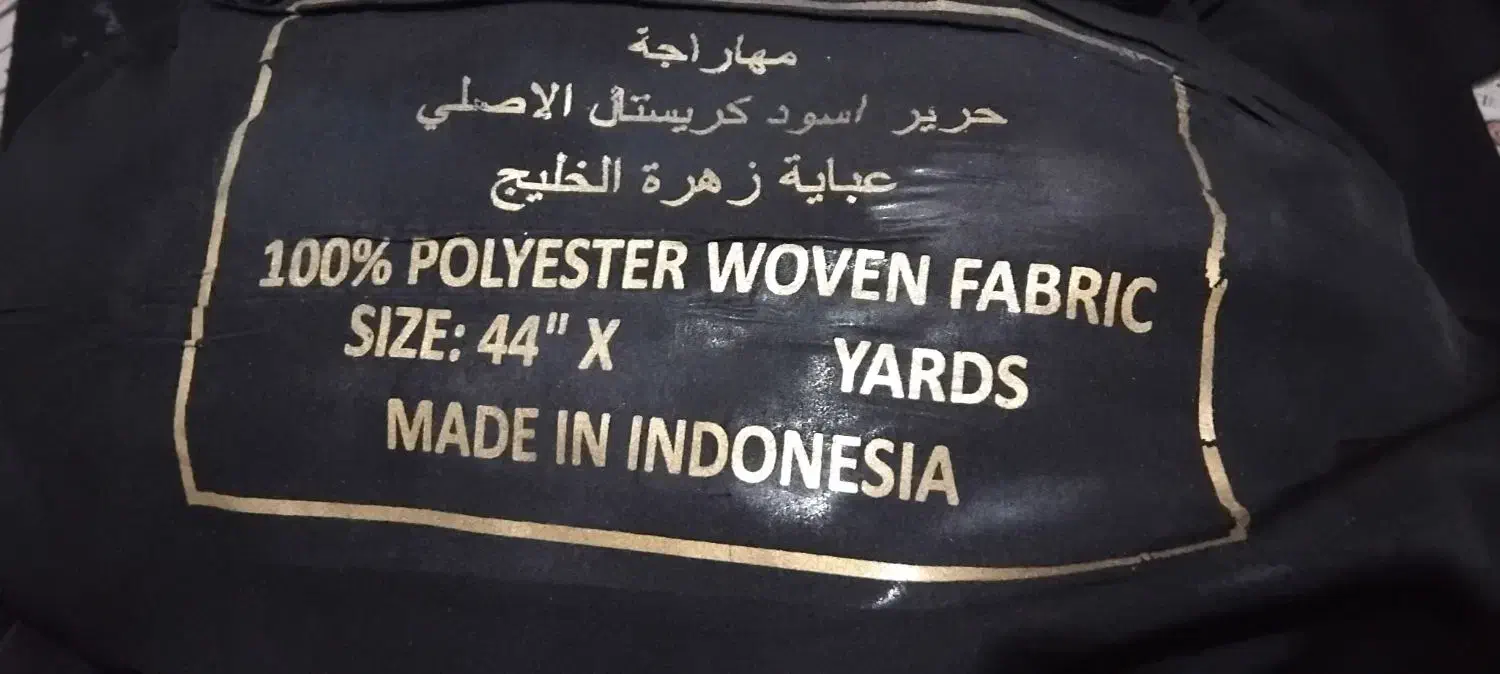 مهاراجة
حرير اسود كريستال الاصلي
عباية زهرة الخليج
100% POLYESTER WOVEN FABRIC
SIZE: 44" X YARDS
MADE IN INDONESIA